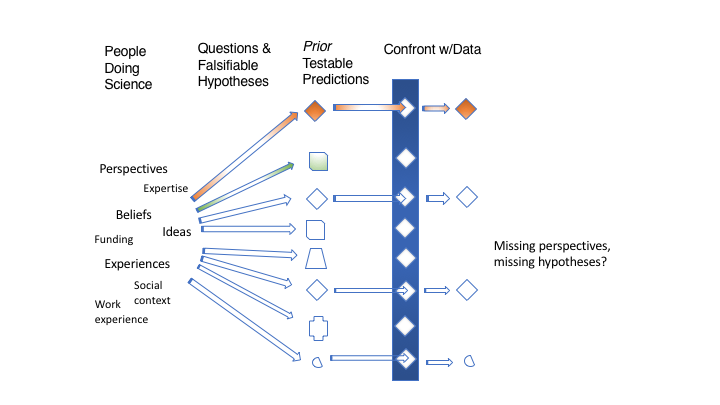 People
Doing
Science
Questions &
Falsifiable
Hypotheses
Prior
Testable
Predictions
Confront w/Data
Perspectives
Expertise
Beliefs
Ideas
Funding
Experiences
Social
context
Work
experience
Missing perspectives,
missing hypotheses?